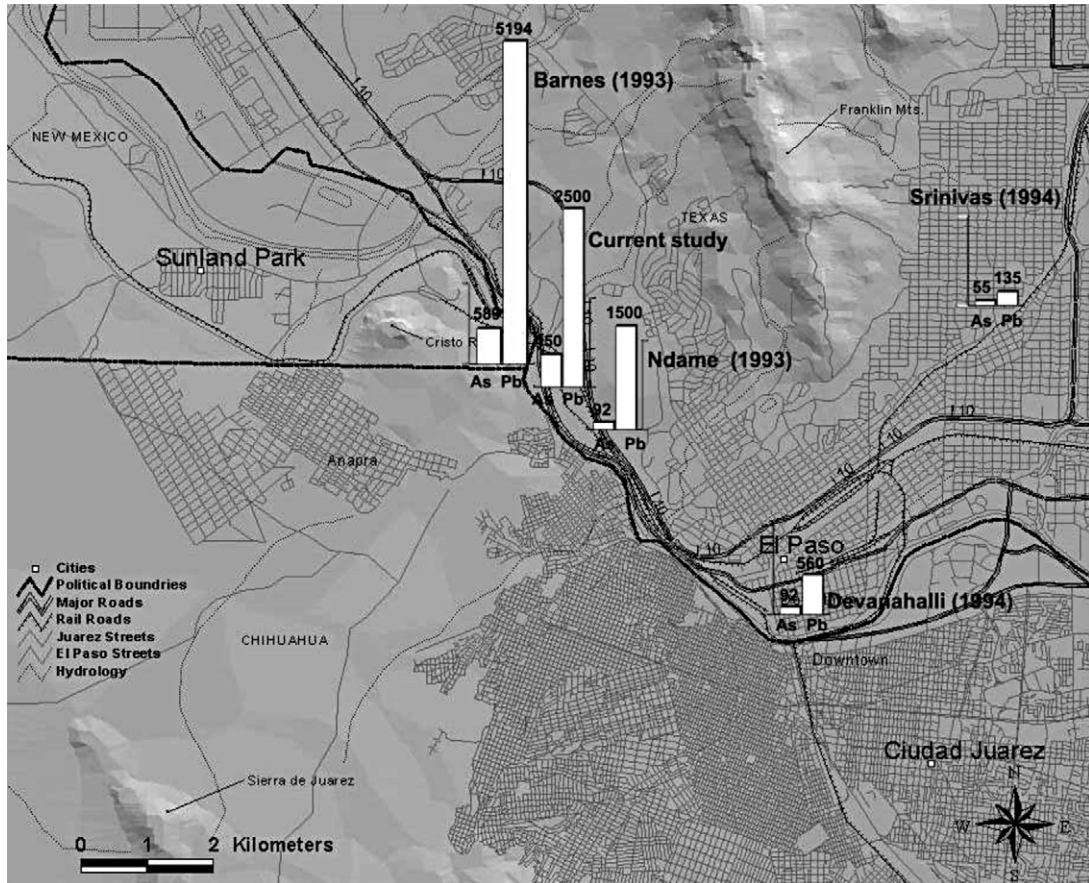 5194
Barnes (1993)
I 10
Franklin Mts.
NEW MEXICO
I 10
2500
Srinivas (1994)
TEXAS
Current study
Sunland Park
55
135
589
As
Pb
1500
Cristo R
450
Ndame (1993)
As
Pb
As
Pb
92
As
Pb
I 10
I 10
10
Anapra
I 10
I 10
El Paso
560
Cities
92
Political Boundries
Devanahalli (1994)
Major Roads
As
Pb
Rail Roads
Juarez Streets
CHIHUAHUA
El Paso Streets
Downtown
Hydrology
Ciudad Juarez
N
Sierra de Juarez
W
E
0
1
2
Kilometers
S